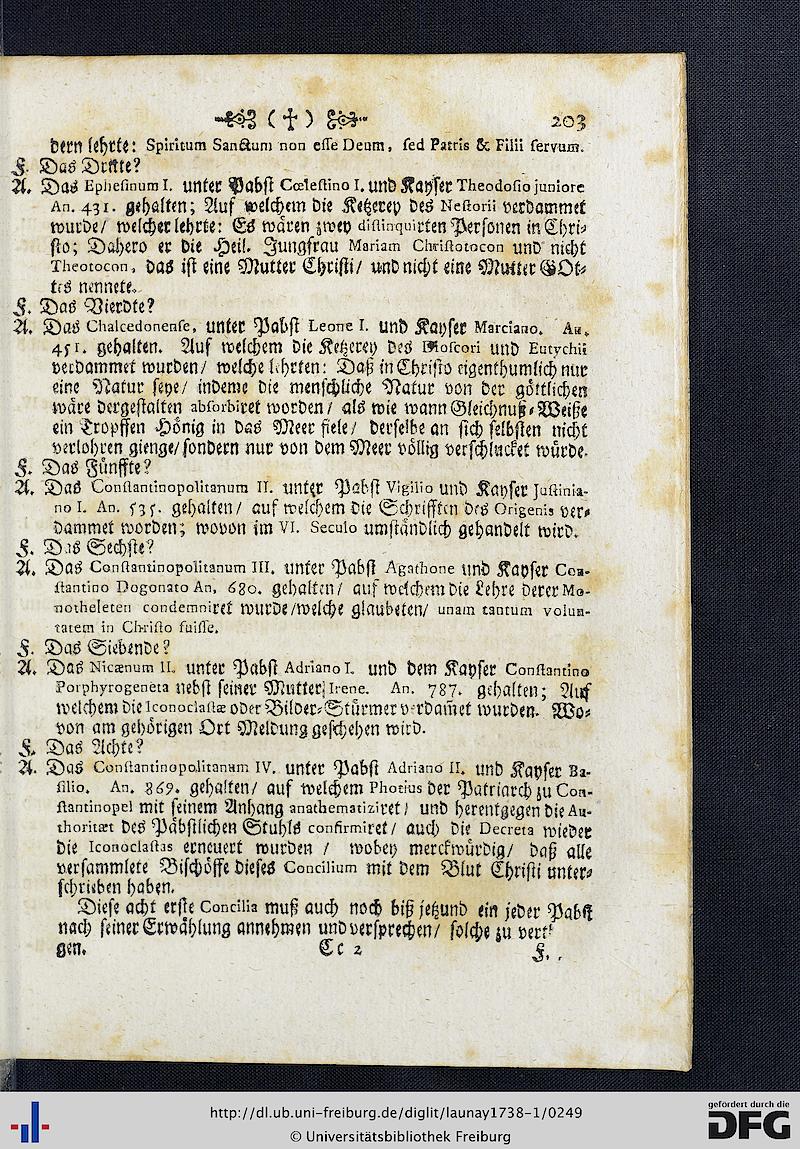 ( † ) 203
dern lehrte: Spiritum Sanctum non esse Deum, sed Patris & Filii servum.
F. Das Dritte?
A. Das Ephesinum I. unter Pabst Cœlestino I. und Kayser Theodosio juniore
An. 431. gehalten; Auf welchem die Ketzerey des Nestorii verdammet
wurde/ welcher lehrte: Es wären zwey distinquirten Personen in Chri-
sto; Dahero er die Heil. Jungfrau Mariam Christotocon und nicht
Theotocon, das ist eine Mutter Christi/ und nicht eine Mutter GOt-
tes nennete.
F. Das Vierdte?
A. Das Chalcedonense, unter Pabst Leone I. und Kayser Marciano. An.
451. gehalten. Auf welchem die Ketzerey des Dioscori und Eutychii
verdammet wurden/ welche lehrten: Daß in Christo eigenthumlich nur
eine Natur seye/ indeme die menschliche Natur von der göttlichen
wäre dergestalten absorbiret worden/ als wie wann Gleichnuß-Weiße
ein Tropffen Hönig in das Meer fiele/ derselbe an sich selbsten nicht
verlohren gienge/ sondern nur von dem Meer völlig verschlucket würde.
F. Das Fünffte?
A. Das Constantinopolitanum II. unter Pabst Vigilio und Kayser Justinia-
no I. An. 535. gehalten/ auf welchem die Schrifften des Origenis ver-
dammet worden; wovon im VI. Seculo umständlich gehandelt wird.
F. Das Sechste?
A. Das Constantinopolitanum III. unter Pabst Agathone und Kayser Con-
stantino Dogonato An. 680. gehalten/ auf welchem die Lehre derer Mo-
notheleten condemniret wurde/ welche glaubeten/ unam tantum volun-
tatem in Christo fuisse.
F. Das Siebende?
A. Das Nicænum II. unter Pabst Adriano I. und dem Kayser Constantino
Porphyrogeneta nebst seiner Mutter Irene. An. 787. gehalten; Auf
welchem die Iconoclastæ oder Bilder-Stürmer verdam̅et wurden. Wo-
von am gehörigen Ort Meldung geschehen wird.
F. Das Achte?
A. Das Constantinopolitanum IV. unter Pabst Adriano II. und Kayser Ba-
silio. An. 869. gehalten/ auf welchem Photius der Patriarch zu Con-
stantinopel mit seinem Anhang anathematiziret/ und herentgegen die Au-
thoritæt des Päbstlichen Stuhls confirmiret/ auch die Decreta wieder
die Iconoclastas erneuert wurden / wobey merckwürdig/ daß alle
versammlete Bischöffe dieses Concilium mit dem Blut Christi unter-
schrieben haben.
Diese acht erste Concilia muß auch noch biß jetzund ein jeder Pabst
nach seiner Erwählung annehmen und versprechen/ solche zu vert
gen. Cc 2 F.
http://dl.ub.uni-freiburg.de/diglit/launay1738-1/0249
© Universitätsbibliothek Freiburg
gefördert durch die
DFG